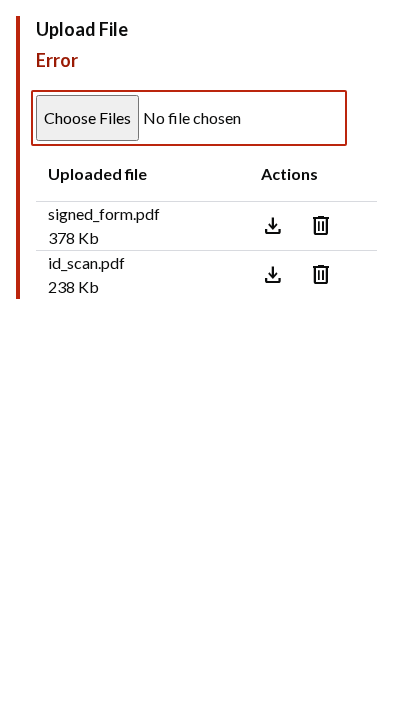 Upload File
Error
Choose Files No file chosen
Uploaded file Actions
signed_form.pdf
378 Kb
id_scan.pdf
238 Kb